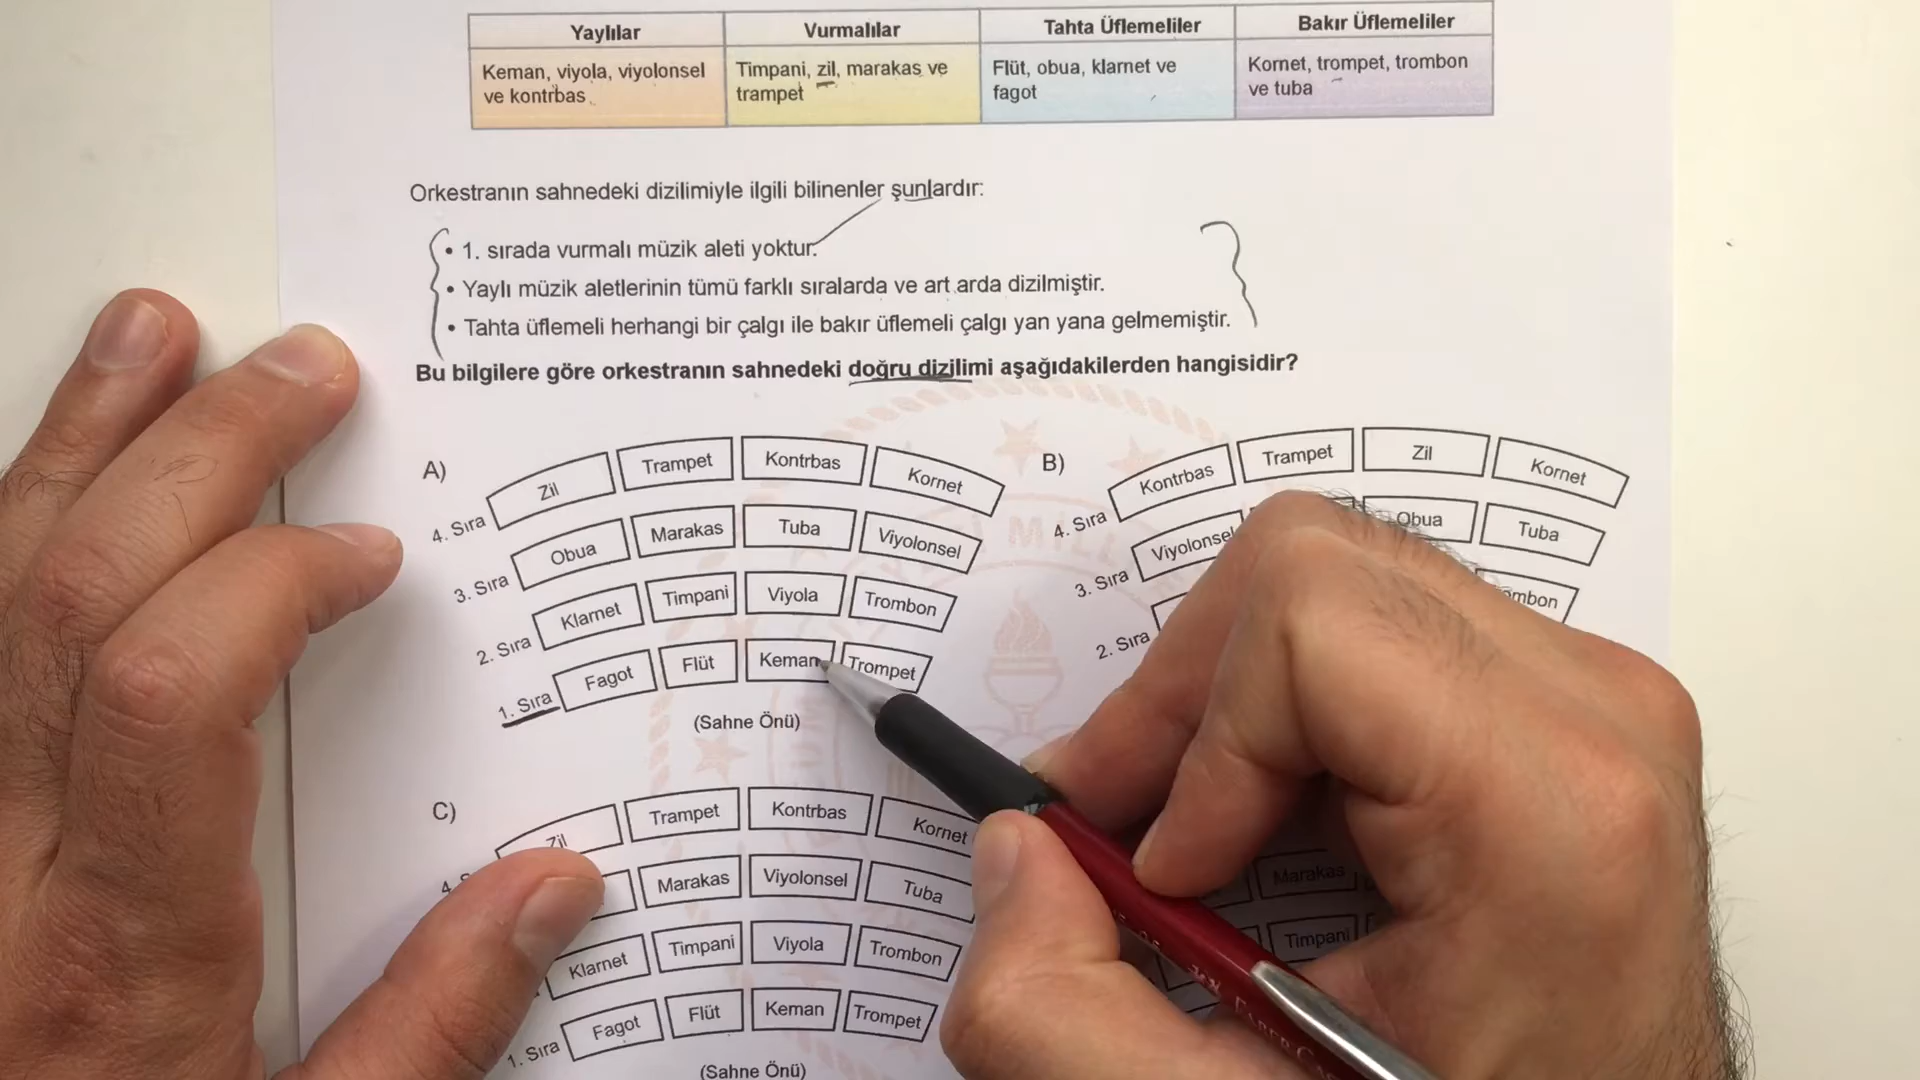 Yaylılar Vurmalılar Tahta Üflemeliler Bakır Üflemeliler
Keman, viyola, viyolonsel ve kontrbas
Timpani, zil, marakas ve trampet
Flüt, obua, klarnet ve fagot
Kornet, trompet, trombon ve tuba
Orkestranın sahnedeki dizilimiyle ilgili bilinenler şunlardır:
• 1. sırada vurmalı müzik aleti yoktur.
• Yaylı müzik aletlerinin tümü farklı sıralarda ve art arda dizilmiştir.
• Tahta üflemeli herhangi bir çalgı ile bakır üflemeli çalgı yan yana gelmemiştir.
Bu bilgilere göre orkestranın sahnedeki doğru dizilimi aşağıdakilerden hangisidir?
A)
4. Sıra Zil Trampet Kontrbas Kornet
3. Sıra Obua Marakas Tuba Viyolonsel
2. Sıra Klarnet Timpani Viyola Trombon
1. Sıra Fagot Flüt Keman Trompet
(Sahne Önü)
B)
4. Sıra Kontrbas Trampet Zil Kornet
3. Sıra Viyolonsel Obua Tuba
2. Sıra
C)
Zil Trampet Kontrbas Kornet
Marakas Viyolonsel Tuba
Klarnet Timpani Viyola Trombon
1. Sıra Fagot Flüt Keman Trompet
(Sahne Önü)
Marakas
Timpani